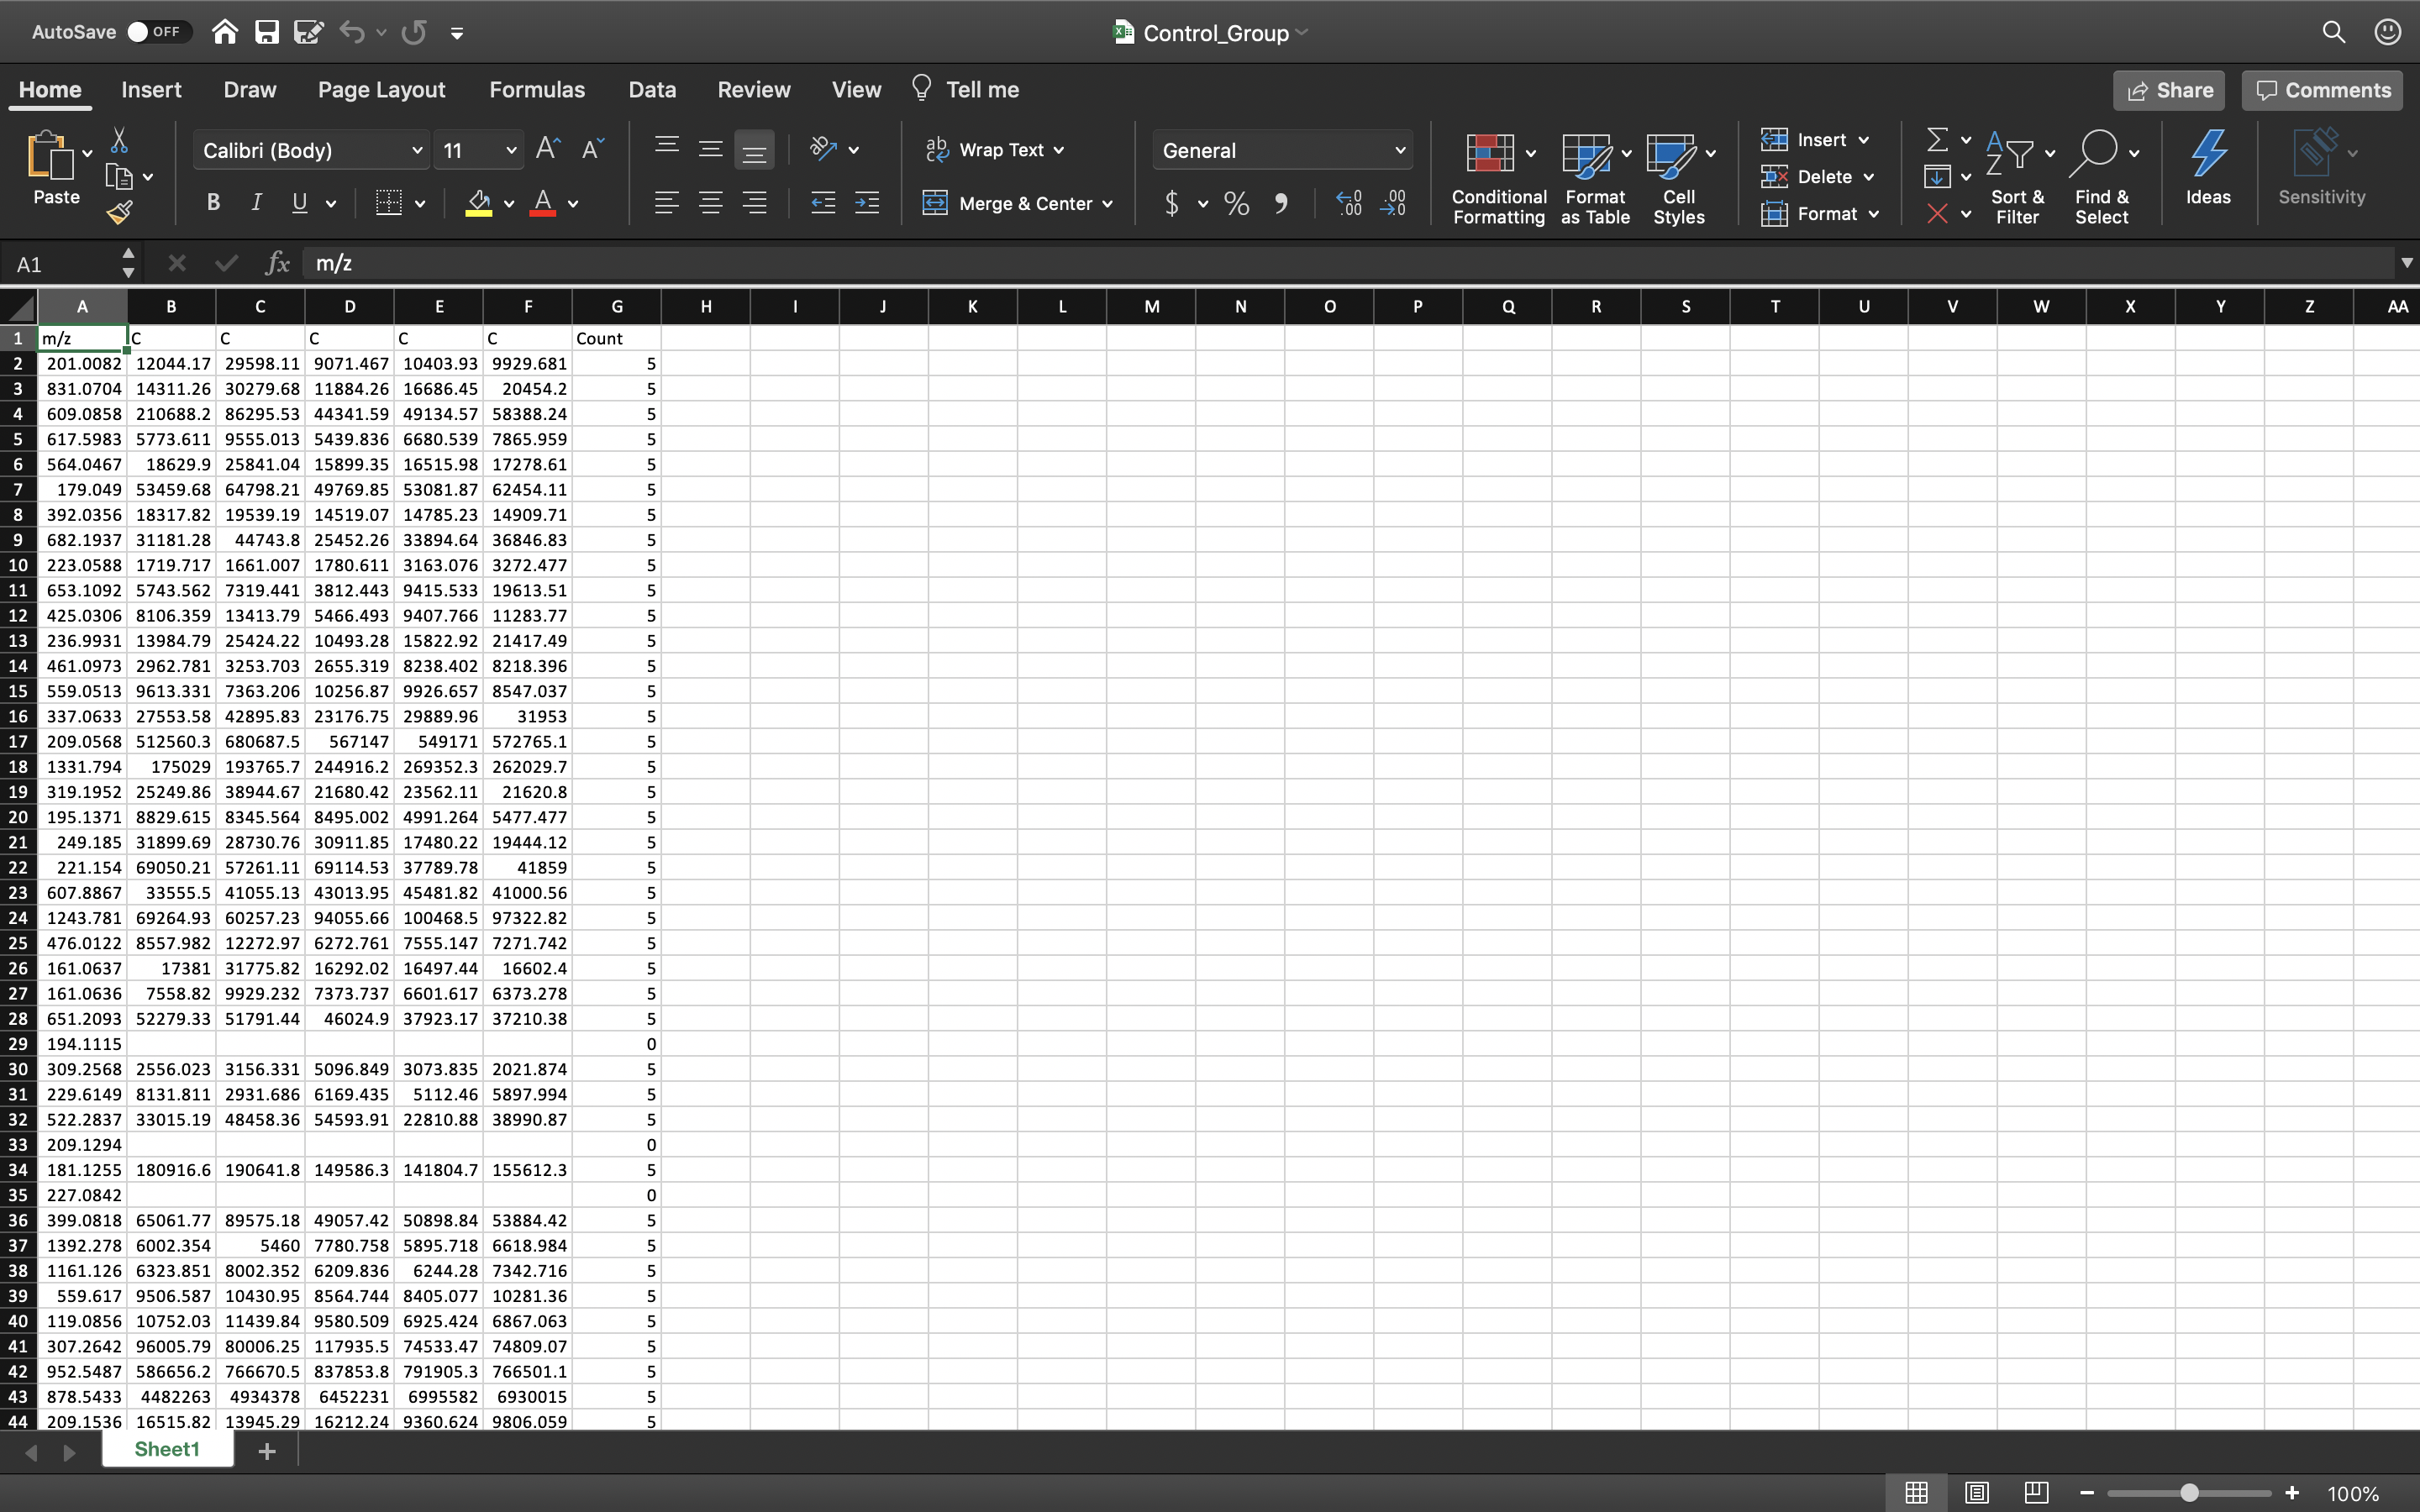 AutoSave OFF Control_Group
Home Insert Draw Page Layout Formulas Data Review View Tell me Share Comments
Paste Calibri (Body) 11 A^ A˅ ab Wrap Text General Conditional Formatting Format as Table Cell Styles Insert Delete Format Sort & Filter Find & Select Ideas Sensitivity
B I U A Merge & Center $ % 9 .00 .0
A1 fx m/z
A B C D E F G H I J K L M N O P Q R S T U V W X Y Z AA
1 m/z C C C C C Count
2 201.0082 12044.17 29598.11 9071.467 10403.93 9929.681 5
3 831.0704 14311.26 30279.68 11884.26 16686.45 20454.2 5
4 609.0858 210688.2 86295.53 44341.59 49134.57 58388.24 5
5 617.5983 5773.611 9555.013 5439.836 6680.539 7865.959 5
6 564.0467 18629.9 25841.04 15899.35 16515.98 17278.61 5
7 179.049 53459.68 64798.21 49769.85 53081.87 62454.11 5
8 392.0356 18317.82 19539.19 14519.07 14785.23 14909.71 5
9 682.1937 31181.28 44743.8 25452.26 33894.64 36846.83 5
10 223.0588 1719.717 1661.007 1780.611 3163.076 3272.477 5
11 653.1092 5743.562 7319.441 3812.443 9415.533 19613.51 5
12 425.0306 8106.359 13413.79 5466.493 9407.766 11283.77 5
13 236.9931 13984.79 25424.22 10493.28 15822.92 21417.49 5
14 461.0973 2962.781 3253.703 2655.319 8238.402 8218.396 5
15 559.0513 9613.331 7363.206 10256.87 9926.657 8547.037 5
16 337.0633 27553.58 42895.83 23176.75 29889.96 31953 5
17 209.0568 512560.3 680687.5 567147 549171 572765.1 5
18 1331.794 175029 193765.7 244916.2 269352.3 262029.7 5
19 319.1952 25249.86 38944.67 21680.42 23562.11 21620.8 5
20 195.1371 8829.615 8345.564 8495.002 4991.264 5477.477 5
21 249.185 31899.69 28730.76 30911.85 17480.22 19444.12 5
22 221.154 69050.21 57261.11 69114.53 37789.78 41859 5
23 607.8867 33555.5 41055.13 43013.95 45481.82 41000.56 5
24 1243.781 69264.93 60257.23 94055.66 100468.5 97322.82 5
25 476.0122 8557.982 12272.97 6272.761 7555.147 7271.742 5
26 161.0637 17381 31775.82 16292.02 16497.44 16602.4 5
27 161.0636 7558.82 9929.232 7373.737 6601.617 6373.278 5
28 651.2093 52279.33 51791.44 46024.9 37923.17 37210.38 5
29 194.1115 0
30 309.2568 2556.023 3156.331 5096.849 3073.835 2021.874 5
31 229.6149 8131.811 2931.686 6169.435 5112.46 5897.994 5
32 522.2837 33015.19 48458.36 54593.91 22810.88 38990.87 5
33 209.1294 0
34 181.1255 180916.6 190641.8 149586.3 141804.7 155612.3 5
35 227.0842 0
36 399.0818 65061.77 89575.18 49057.42 50898.84 53884.42 5
37 1392.278 6002.354 5460 7780.758 5895.718 6618.984 5
38 1161.126 6323.851 8002.352 6209.836 6244.28 7342.716 5
39 559.617 9506.587 10430.95 8564.744 8405.077 10281.36 5
40 119.0856 10752.03 11439.84 9580.509 6925.424 6867.063 5
41 307.2642 96005.79 80006.25 117935.5 74533.47 74809.07 5
42 952.5487 586656.2 766670.5 837853.8 791905.3 766501.1 5
43 878.5433 4482263 4934378 6452231 6995582 6930015 5
44 209.1536 16515.82 13945.29 16212.24 9360.624 9806.059 5
Sheet1 +
100%